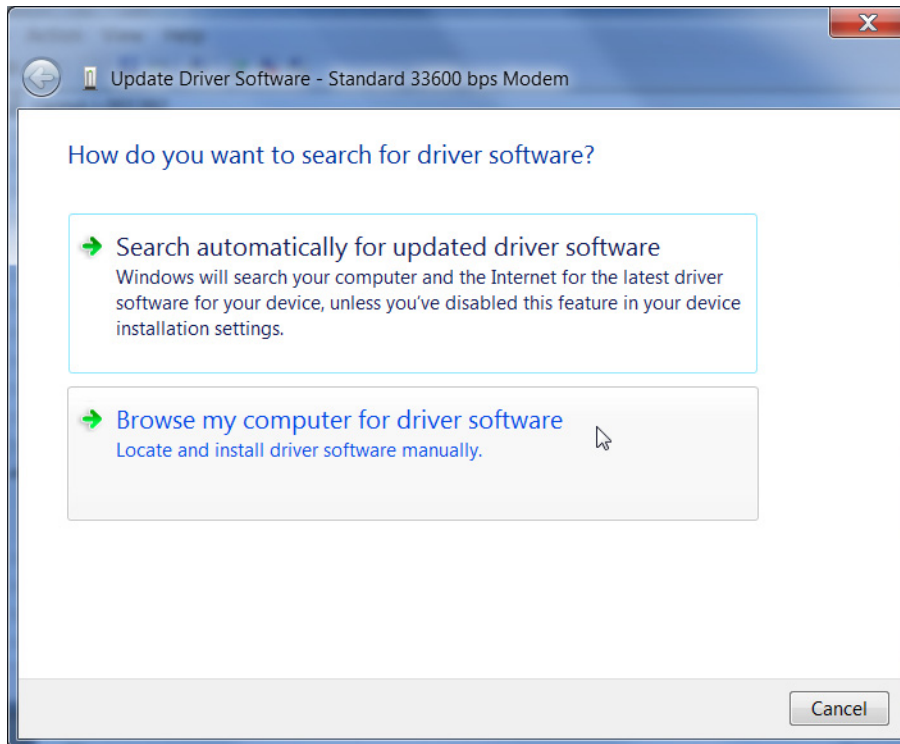 Action View Help
Update Driver Software - Standard 33600 bps Modem
How do you want to search for driver software?
Search automatically for updated driver software
Windows will search your computer and the Internet for the latest driver
software for your device, unless you've disabled this feature in your device
installation settings.
Browse my computer for driver software
Locate and install driver software manually.
Cancel